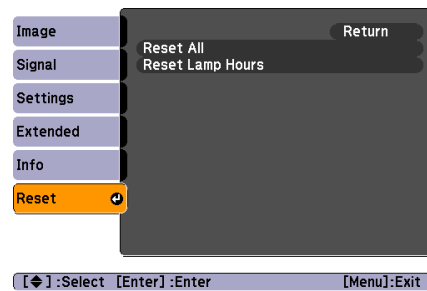 Image
Signal
Settings
Extended
Info
Reset
Return
Reset All
Reset Lamp Hours
[◆] :Select [Enter] :Enter [Menu]:Exit